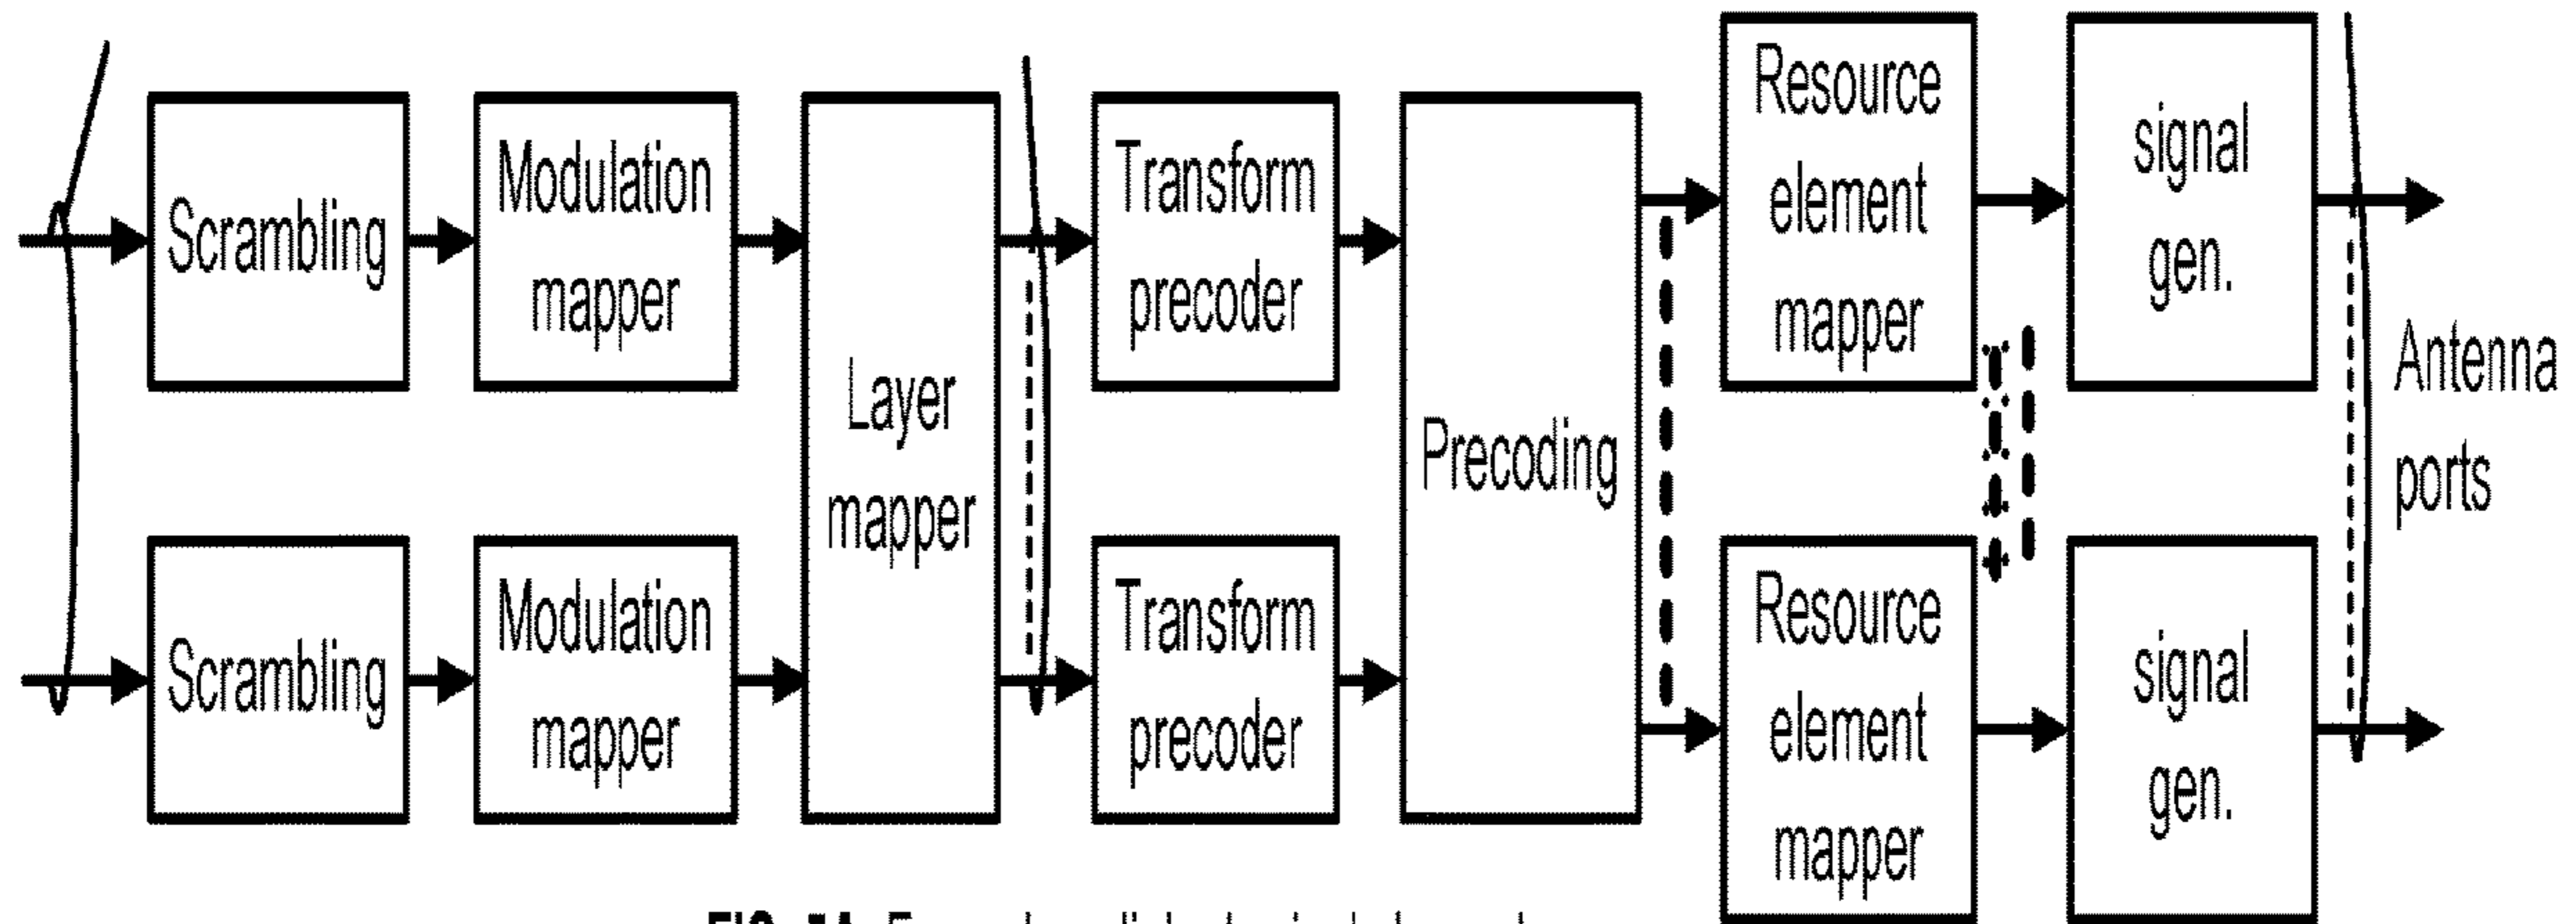 Scrambling
Modulation
mapper
Layer
mapper
Transform
precoder
Precoding
Resource
element
mapper
signal
gen.
Antenna
ports
Scrambling
Modulation
mapper
Transform
precoder
Resource
element
mapper
signal
gen.